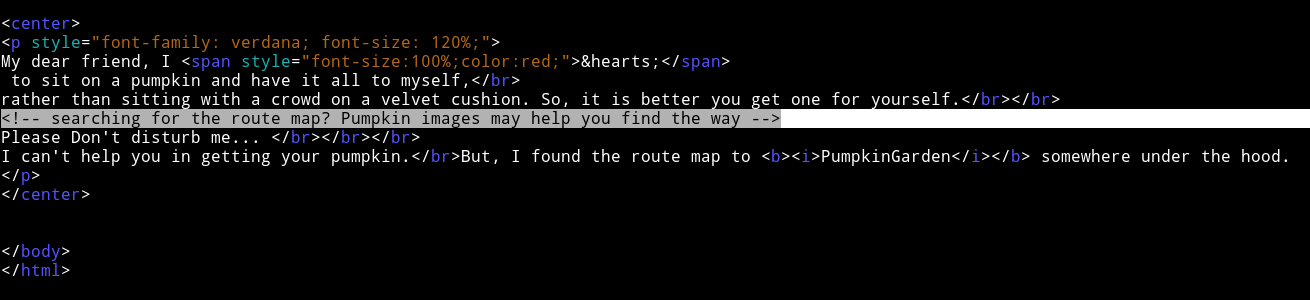 <center>
<p style="font-family: verdana; font-size: 120%;">
My dear friend, I <span style="font-size:100%;color:red;">&hearts;</span>
 to sit on a pumpkin and have it all to myself,</br>
rather than sitting with a crowd on a velvet cushion. So, it is better you get one for yourself.</br></br>
<!-- searching for the route map? Pumpkin images may help you find the way -->
Please Don't disturb me... </br></br></br>
I can't help you in getting your pumpkin.</br>But, I found the route map to <b><i>PumpkinGarden</i></b> somewhere under the hood.
</p>
</center>
</body>
</html>